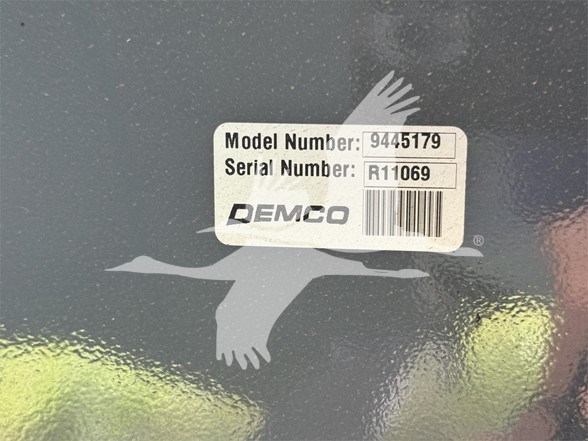 Model Number: 9445179
Serial Number: R11069
DEMCO
®